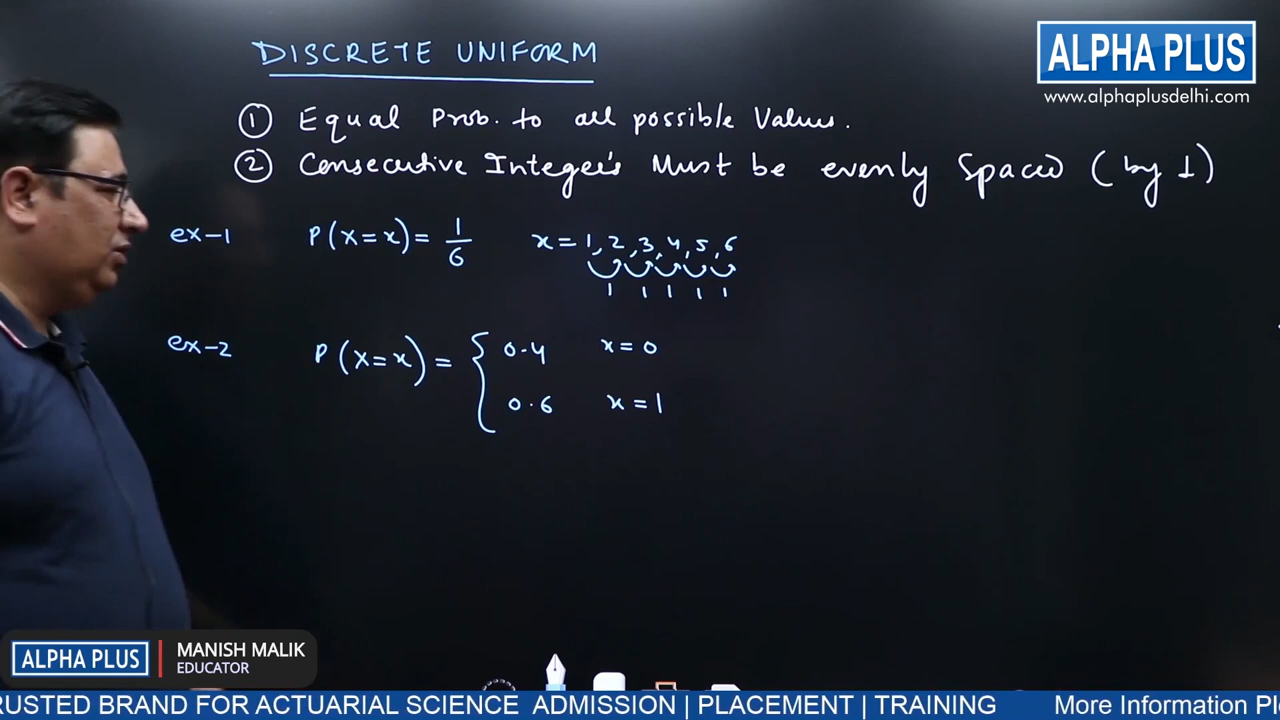 DISCRETE UNIFORM
ALPHA PLUS
www.alphaplusdelhi.com
① Equal Prob. to all possible Values.
② Consecutive Integers Must be evenly Spaced (by 1)
ex-1 P(X=x) = 1/6 x = 1, 2, 3, 4, 5, 6
1 1 1 1 1
ex-2 P(X=x) = { 0.4 x = 0
0.6 x = 1
ALPHA PLUS MANISH MALIK
EDUCATOR
RUSTED BRAND FOR ACTUARIAL SCIENCE ADMISSION | PLACEMENT | TRAINING More Information